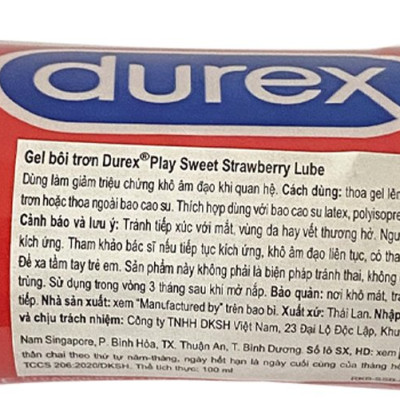 durex
Gel bôi trơn Durex®Play Sweet Strawberry Lube
Dùng làm giảm triệu chứng khô âm đạo khi quan hệ. Cách dùng: thoa gel lên
trơn hoặc thoa ngoài bao cao su. Thích hợp dùng với bao cao su latex, polyisopre
Cảnh báo và lưu ý: Tránh tiếp xúc với mắt, vùng da hay vết thương hở. Ngư
kích ứng. Tham khảo bác sĩ nếu tiếp tục kích ứng, khô âm đạo liên tục, có tha
Để xa tầm tay trẻ em. Sản phẩm này không phải là biện pháp tránh thai, không
trùng. Sử dụng trong vòng 3 tháng sau khi mở nắp. Bảo quản: nơi khô mát, trá
tiếp. Nhà sản xuất: xem "Manufactured by" trên bao bì. Xuất xứ: Thái Lan. Nhập
và chịu trách nhiệm: Công ty TNHH DKSH Việt Nam, 23 Đại Lộ Độc Lập, Khu
Nam Singapore, P. Bình Hòa, TX. Thuận An, T. Bình Dương. Số lô SX, HD: xem
thân chai theo thứ tự năm-tháng, ngày hết hạn là ngày cuối cùng của tháng h
TCCS 206:2020/DKSH. Thể tích thực: 100 ml